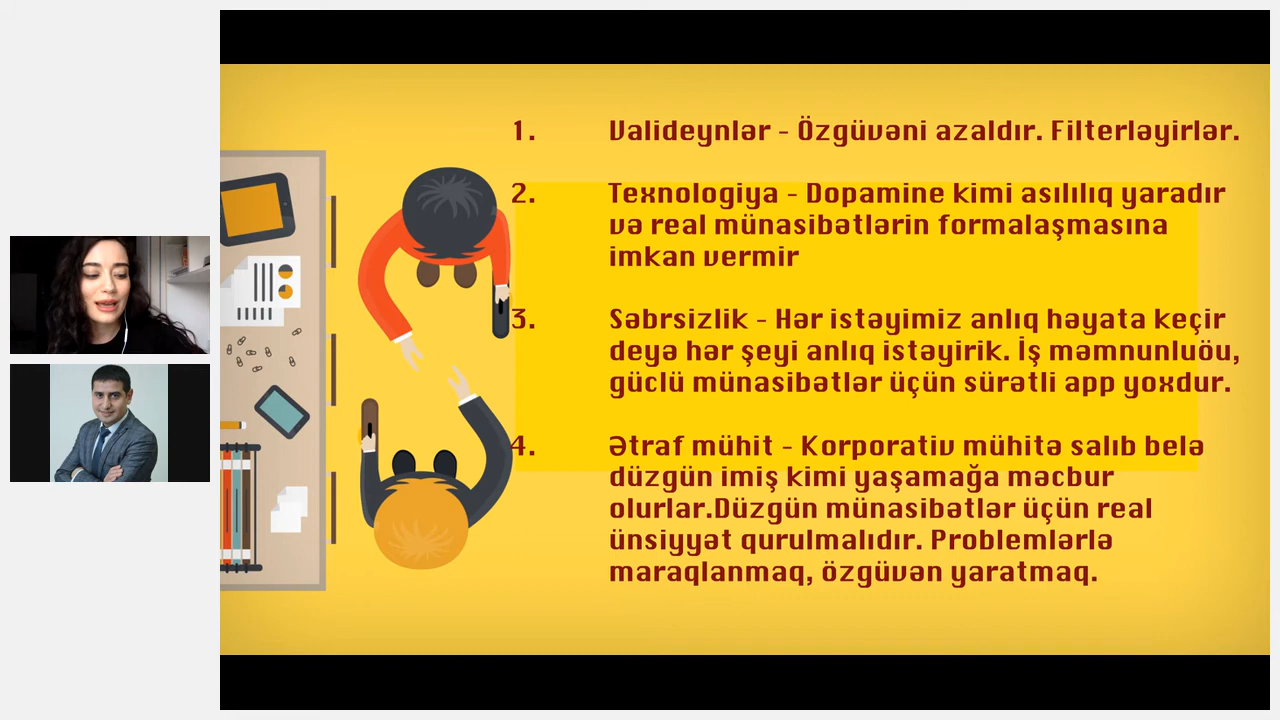 1. Valideynlər - Özgüvəni azaldır. Filterləyirlər.
2. Texnologiya - Dopamine kimi asılılıq yaradır
və real münasibətlərin formalaşmasına
imkan vermir
3. Səbrsizlik - Hər istəyimiz anlıq həyata keçir
deyə hər şeyi anlıq istəyirik. İş məmnunluöu,
güclü münasibətlər üçün sürətli app yoxdur.
4. Ətraf mühit - Korporativ mühitə salıb belə
düzgün imiş kimi yaşamağa məcbur
olurlar.Düzgün münasibətlər üçün real
ünsiyyət qurulmalıdır. Problemlərlə
maraqlanmaq, özgüvən yaratmaq.